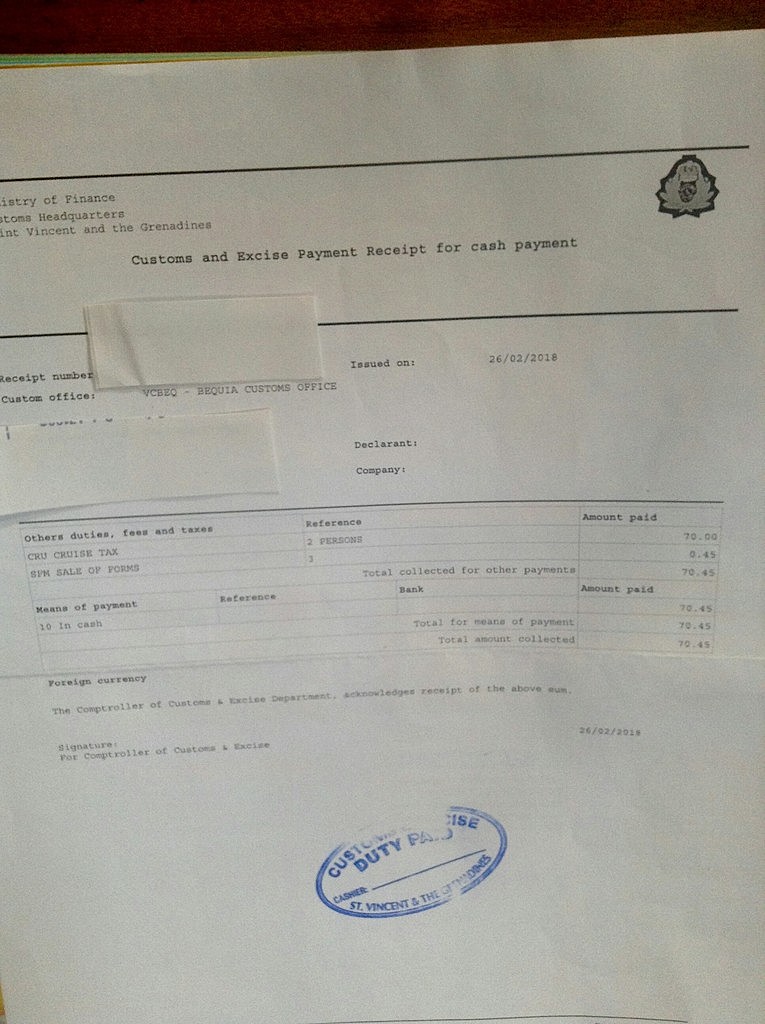 istry of Finance
stoms Headquarters
int Vincent and the Grenadines
Customs and Excise Payment Receipt for cash payment
Receipt number
Issued on: 26/02/2018
Custom office: VCBEQ - BEQUIA CUSTOMS OFFICE
Declarant:
Company:
Others duties, fees and taxes Reference Amount paid
CRU CRUISE TAX 2 PERSONS 70.00
SFM SALE OF FORMS 3 0.45
Total collected for other payments 70.45
Means of payment Reference Bank Amount paid
10 In cash 70.45
Total for means of payment 70.45
Total amount collected 70.45
Foreign currency
The Comptroller of Customs & Excise Department, acknowledges receipt of the above sum.
26/02/2018
Signature:
For Comptroller of Customs & Excise
CUSTOM CISE
DUTY PAID
CASHIER:
ST. VINCENT & THE GRENADINES